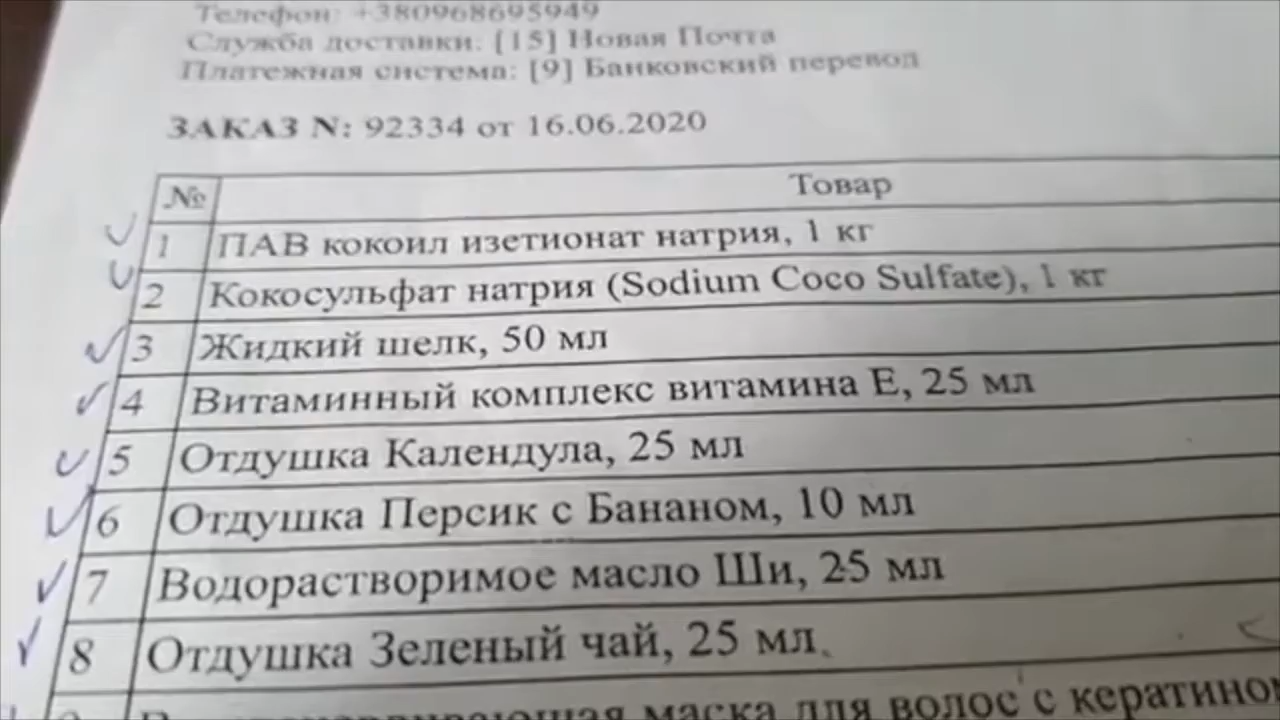 Телефон: +380968695949
Служба доставки: [15] Новая Почта
Платежная система: [9] Банковский перевод
ЗАКАЗ N: 92334 от 16.06.2020
№ Товар
1 ПАВ кокоил изетионат натрия, 1 кг
2 Кокосульфат натрия (Sodium Coco Sulfate), 1 кг
3 Жидкий шелк, 50 мл
4 Витаминный комплекс витамина Е, 25 мл
5 Отдушка Календула, 25 мл
6 Отдушка Персик с Бананом, 10 мл
7 Водорастворимое масло Ши, 25 мл
8 Отдушка Зеленый чай, 25 мл
маска для волос с кератином